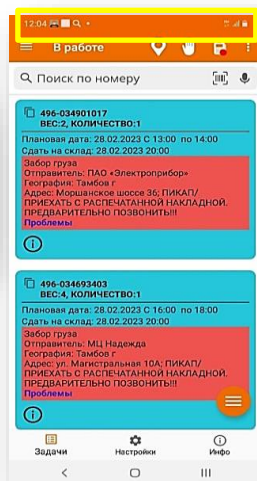 12:04
В работе
Поиск по номеру
496-034901017
ВЕС:2, КОЛИЧЕСТВО:1
Плановая дата: 28.02.2023 С 13:00 по 14:00
Сдать на склад: 28.02.2023 20:00
Забор груза
Отправитель: ПАО «Электроприбор»
География: Тамбов г
Адрес: Моршанское шоссе 36; ПИКАП/
ПРИЕХАТЬ С РАСПЕЧАТАННОЙ НАКЛАДНОЙ.
ПРЕДВАРИТЕЛЬНО ПОЗВОНИТЬ!!!
Проблемы
496-034693403
ВЕС:4, КОЛИЧЕСТВО:1
Плановая дата: 28.02.2023 С 16:00 по 18:00
Сдать на склад: 28.02.2023 20:00
Забор груза
Отправитель: МЦ Надежда
География: Тамбов г
Адрес: ул. Магистральная 10А; ПИКАП/
ПРИЕХАТЬ С РАСПЕЧАТАННОЙ НАКЛАДНОЙ.
ПРЕДВАРИТЕЛЬНО ПОЗВОНИТЬ!!!
Проблемы
Задачи
Настройки
Инфо